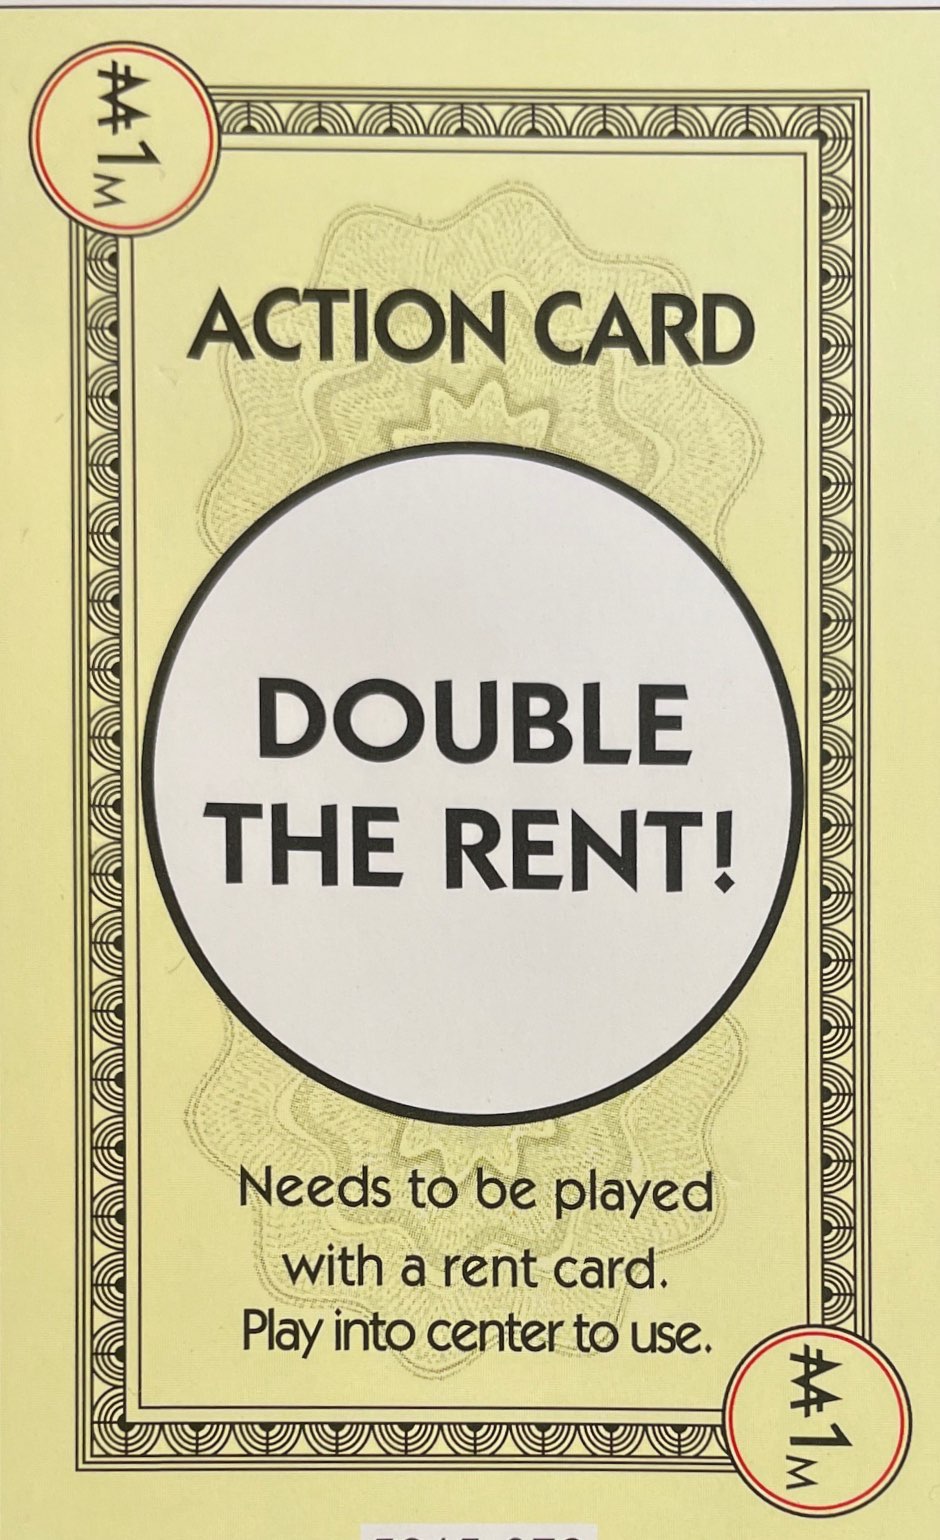 ₩1M
ACTION CARD
DOUBLE
THE RENT!
Needs to be played
with a rent card.
Play into center to use.
₩1M